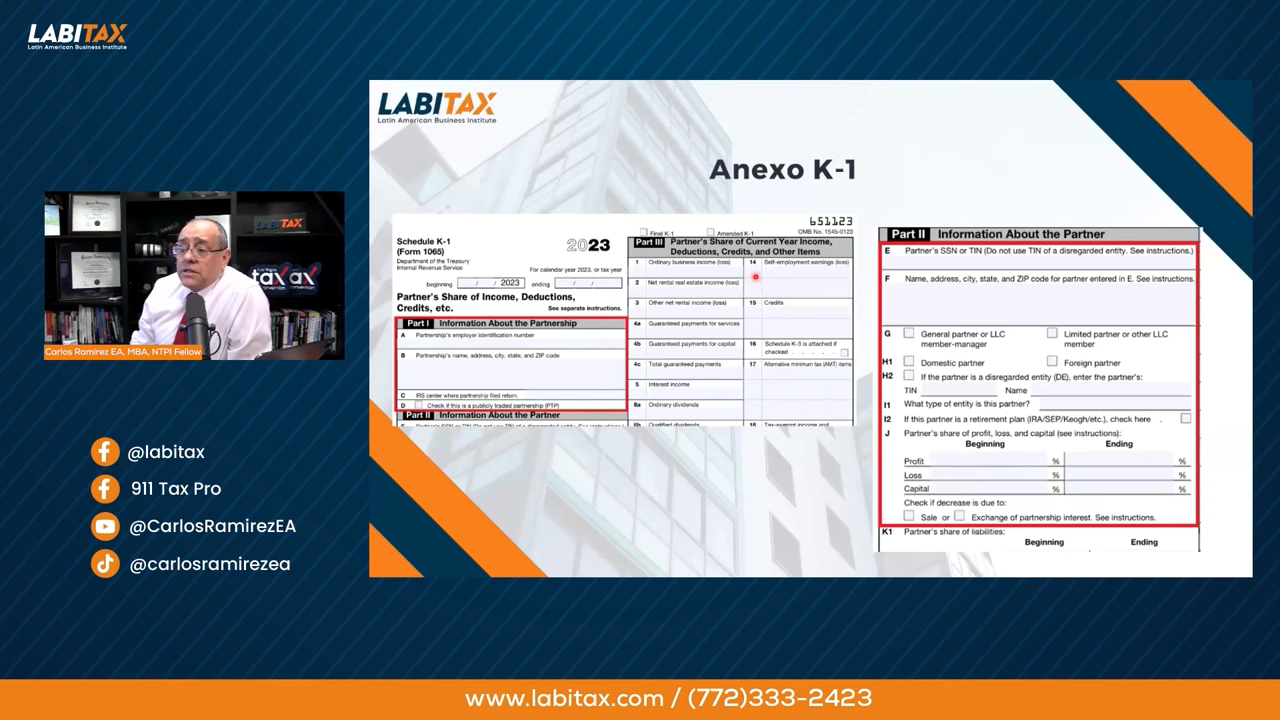 LABITAX
Latin American Business Institute
LABITAX
Latin American Business Institute
Anexo K-1
651123
Final K-1
Amended K-1
OMB No. 1545-0123
Schedule K-1
(Form 1065)
2023
Department of the Treasury
Internal Revenue Service
For calendar year 2023, or tax year
beginning / / 2023 ending / /
Partner's Share of Income, Deductions,
Credits, etc.
See separate instructions.
Part I Information About the Partnership
A Partnership's employer identification number
B Partnership's name, address, city, state, and ZIP code
C IRS center where partnership filed return:
D Check if this is a publicly traded partnership (PTP)
Part II Information About the Partner
Part III Partner's Share of Current Year Income,
Deductions, Credits, and Other Items
1 Ordinary business income (loss)
14 Self-employment earnings (loss)
2 Net rental real estate income (loss)
3 Other net rental income (loss)
15 Credits
4a Guaranteed payments for services
4b Guaranteed payments for capital
16 Schedule K-3 is attached if
checked . . . . .
4c Total guaranteed payments
17 Alternative minimum tax (AMT) items
5 Interest income
6a Ordinary dividends
6b Qualified dividends
18 Tax-exempt income and
Part II Information About the Partner
E Partner's SSN or TIN (Do not use TIN of a disregarded entity. See instructions.)
F Name, address, city, state, and ZIP code for partner entered in E. See instructions.
G General partner or LLC
member-manager
Limited partner or other LLC
member
H1 Domestic partner
Foreign partner
H2 If the partner is a disregarded entity (DE), enter the partner's:
TIN Name
I1 What type of entity is this partner?
I2 If this partner is a retirement plan (IRA/SEP/Keogh/etc.), check here .
J Partner's share of profit, loss, and capital (see instructions):
Beginning Ending
Profit % %
Loss % %
Capital % %
Check if decrease is due to:
Sale or Exchange of partnership interest. See instructions.
K1 Partner's share of liabilities:
Beginning Ending
LABITAX
Carlos Ramirez EA, MBA, NTPI Fellow
@labitax
911 Tax Pro
@CarlosRamirezEA
@carlosramirezea
www.labitax.com / (772)333-2423